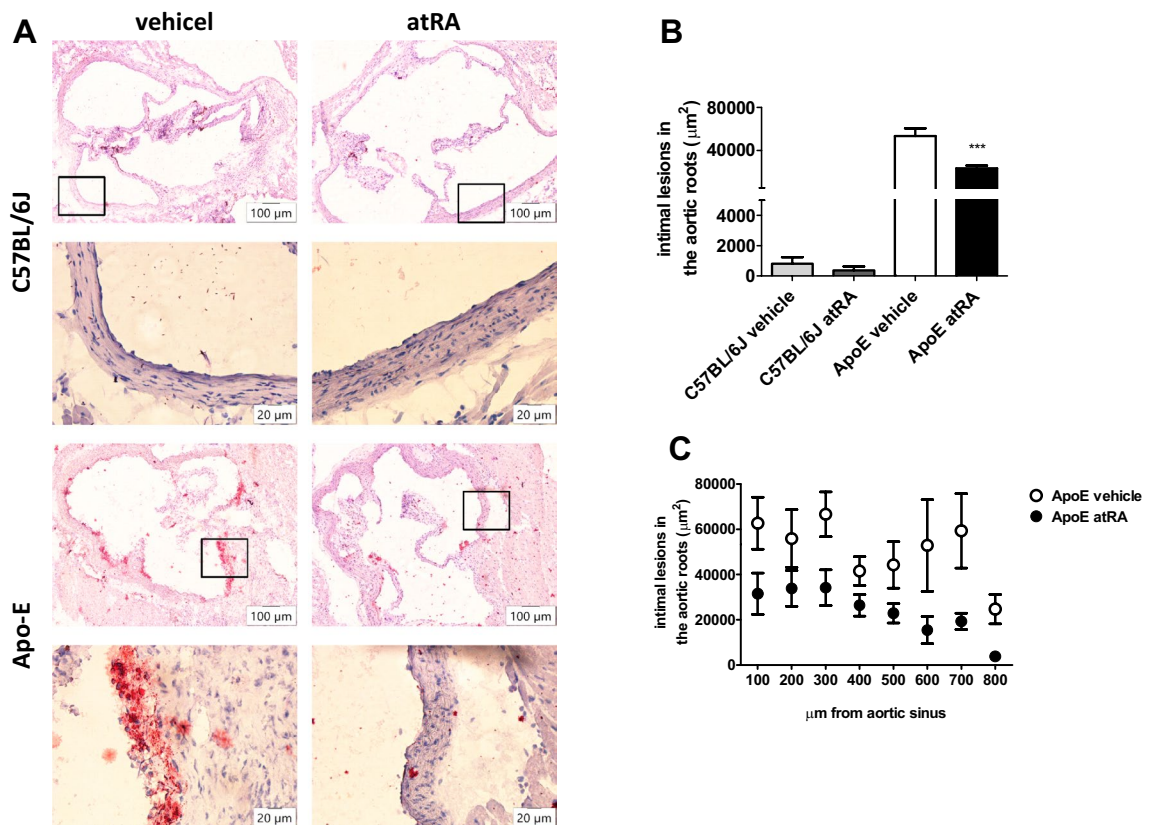 A
vehicel
atRA
C57BL/6J
100 µm
100 µm
20 µm
20 µm
Apo-E
100 µm
100 µm
20 µm
20 µm
B
intimal lesions in
the aortic roots (µm²)
80000
40000
4000
2000
0
***
C57BL/6J vehicle
C57BL/6J atRA
ApoE vehicle
ApoE atRA
C
intimal lesions in
the aortic roots (µm²)
80000
60000
40000
20000
0
100 200 300 400 500 600 700 800
µm from aortic sinus
ApoE vehicle
ApoE atRA